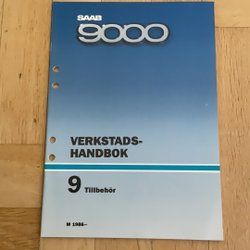 SAAB
9000
VERKSTADS-
HANDBOK
9 Tillbehör
M 1986–